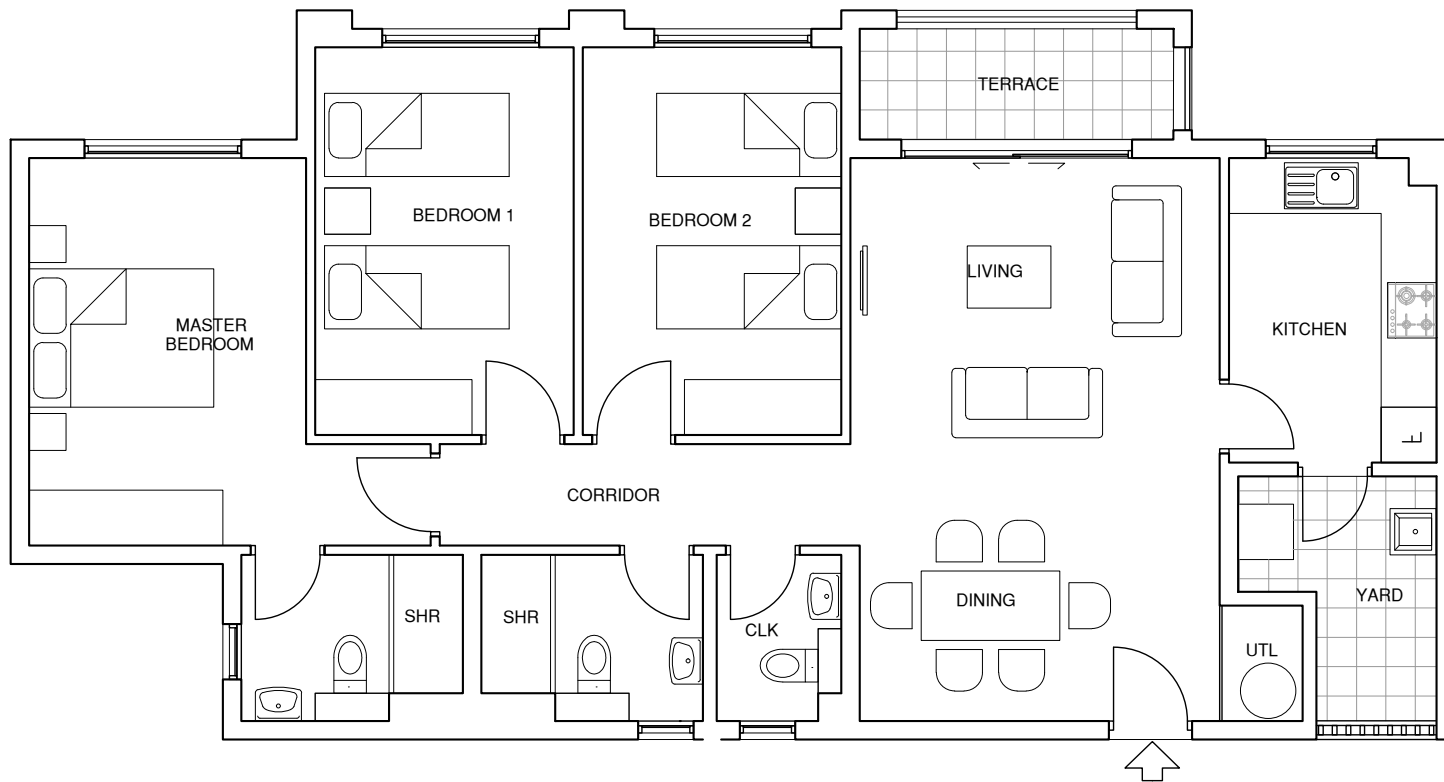 TERRACE
BEDROOM 1
BEDROOM 2
LIVING
MASTER
BEDROOM
KITCHEN
F
CORRIDOR
DINING
YARD
SHR
SHR
CLK
UTL